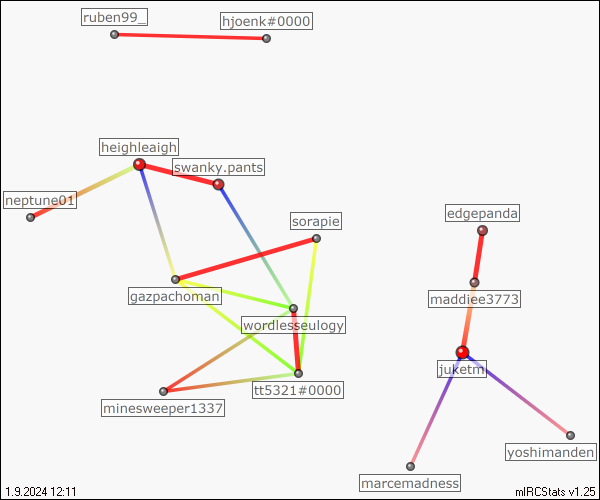 ruben99_
hjoenk#0000
heighleaigh
swanky.pants
neptune01
sorapie
edgepanda
gazpachoman
maddiee3773
wordlesseulogy
juketm
tt5321#0000
minesweeper1337
yoshimanden
marcemadness
1.9.2024 12:11
mIRCStats v1.25